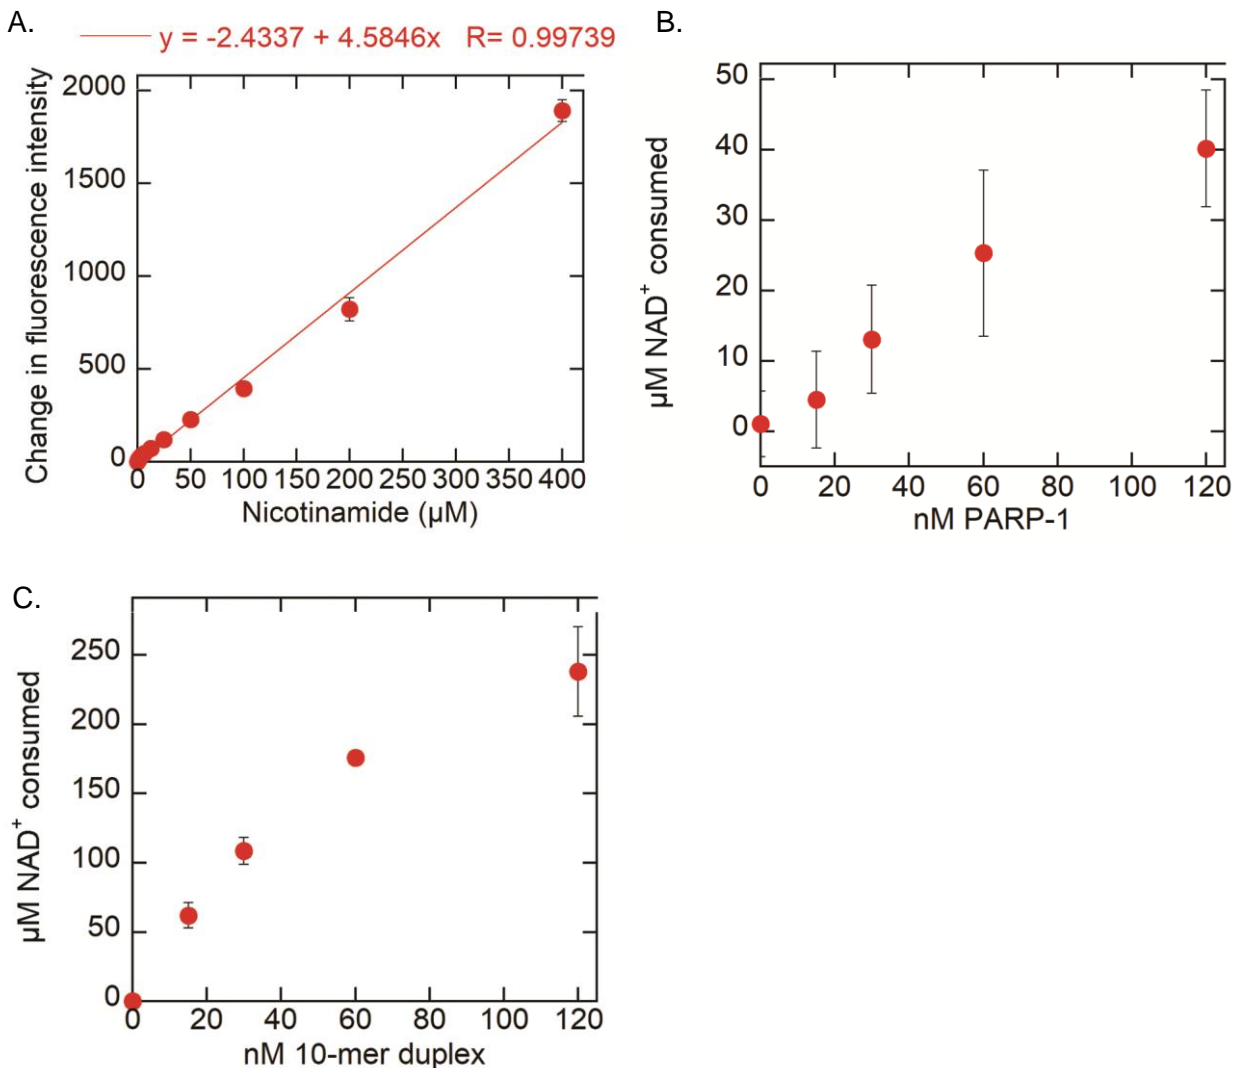 A.
y = -2.4337 + 4.5846x R= 0.99739
Change in fluorescence intensity
2000
1500
1000
500
0
0 50 100 150 200 250 300 350 400
Nicotinamide (µM)
B.
µM NAD+ consumed
50
40
30
20
10
0
0 20 40 60 80 100 120
nM PARP-1
C.
µM NAD+ consumed
250
200
150
100
50
0
0 20 40 60 80 100 120
nM 10-mer duplex